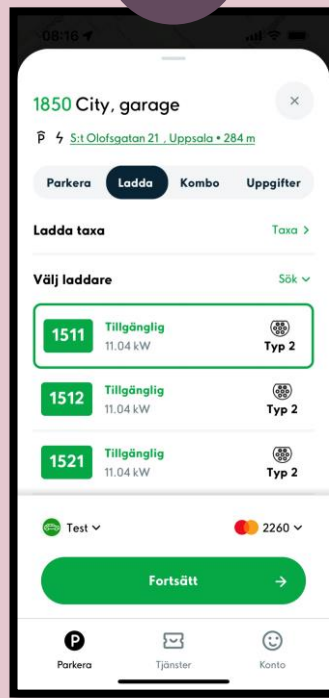 08:16
1850 City, garage
S:t Olofsgatan 21 , Uppsala • 284 m
Parkera Ladda Kombo Uppgifter
Ladda taxa Taxa >
Välj laddare Sök
1511 Tillgänglig
11.04 kW Typ 2
1512 Tillgänglig
11.04 kW Typ 2
1521 Tillgänglig
11.04 kW Typ 2
Test 2260
Fortsätt →
P
Parkera Tjänster Konto